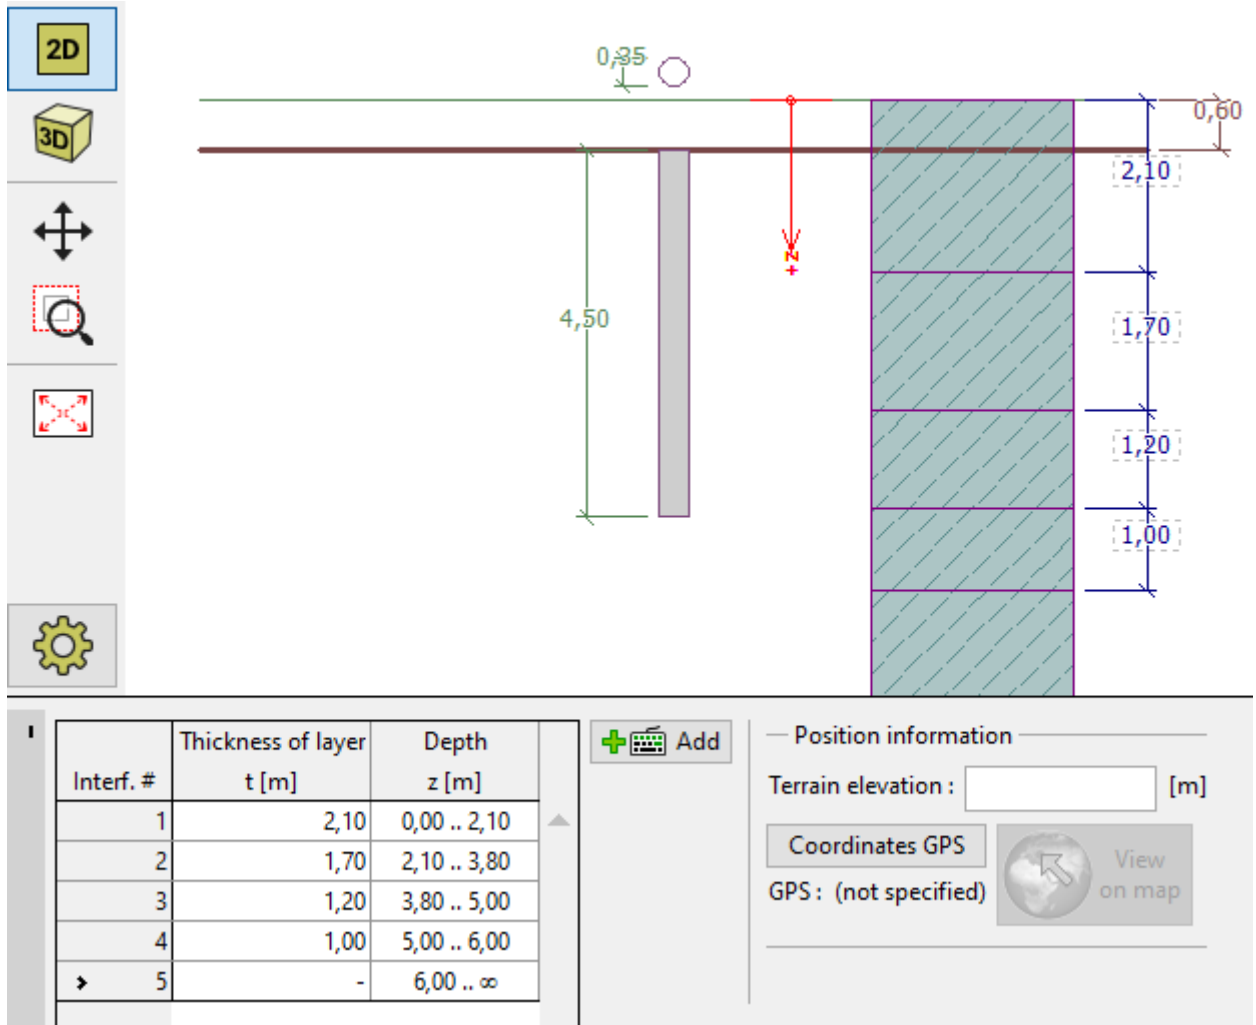 2D
3D
0,35
0,60
2,10
4,50
1,70
1,20
1,00
+Z
Interf. #
Thickness of layer
t [m]
Depth
z [m]
1 2,10 0,00 .. 2,10
2 1,70 2,10 .. 3,80
3 1,20 3,80 .. 5,00
4 1,00 5,00 .. 6,00
5 - 6,00 .. ∞
Add
Position information
Terrain elevation : [m]
Coordinates GPS
GPS : (not specified)
View
on map